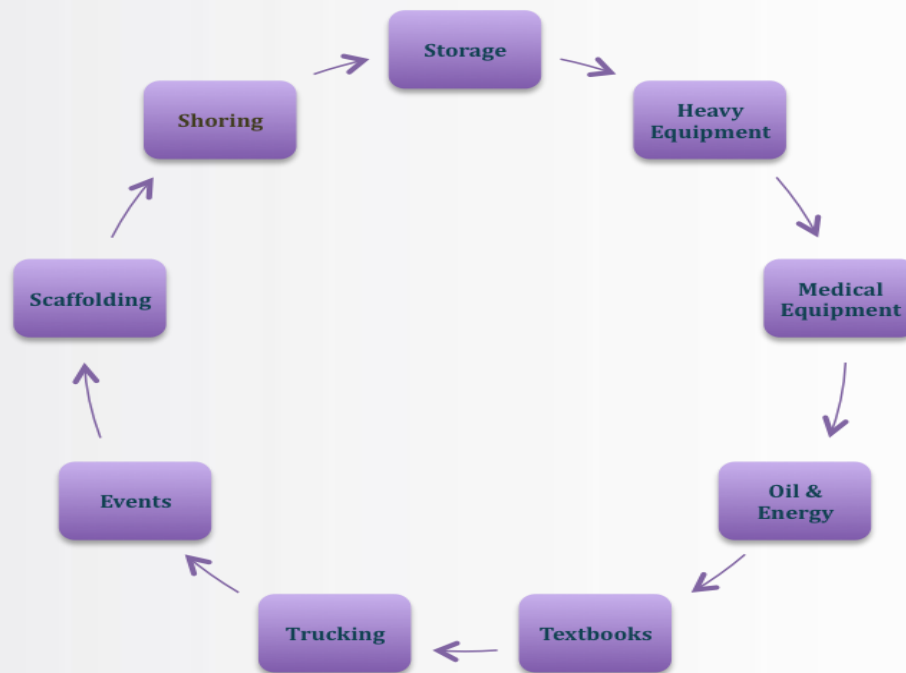 Storage
Heavy
Equipment
Medical
Equipment
Oil &
Energy
Textbooks
Trucking
Events
Scaffolding
Shoring